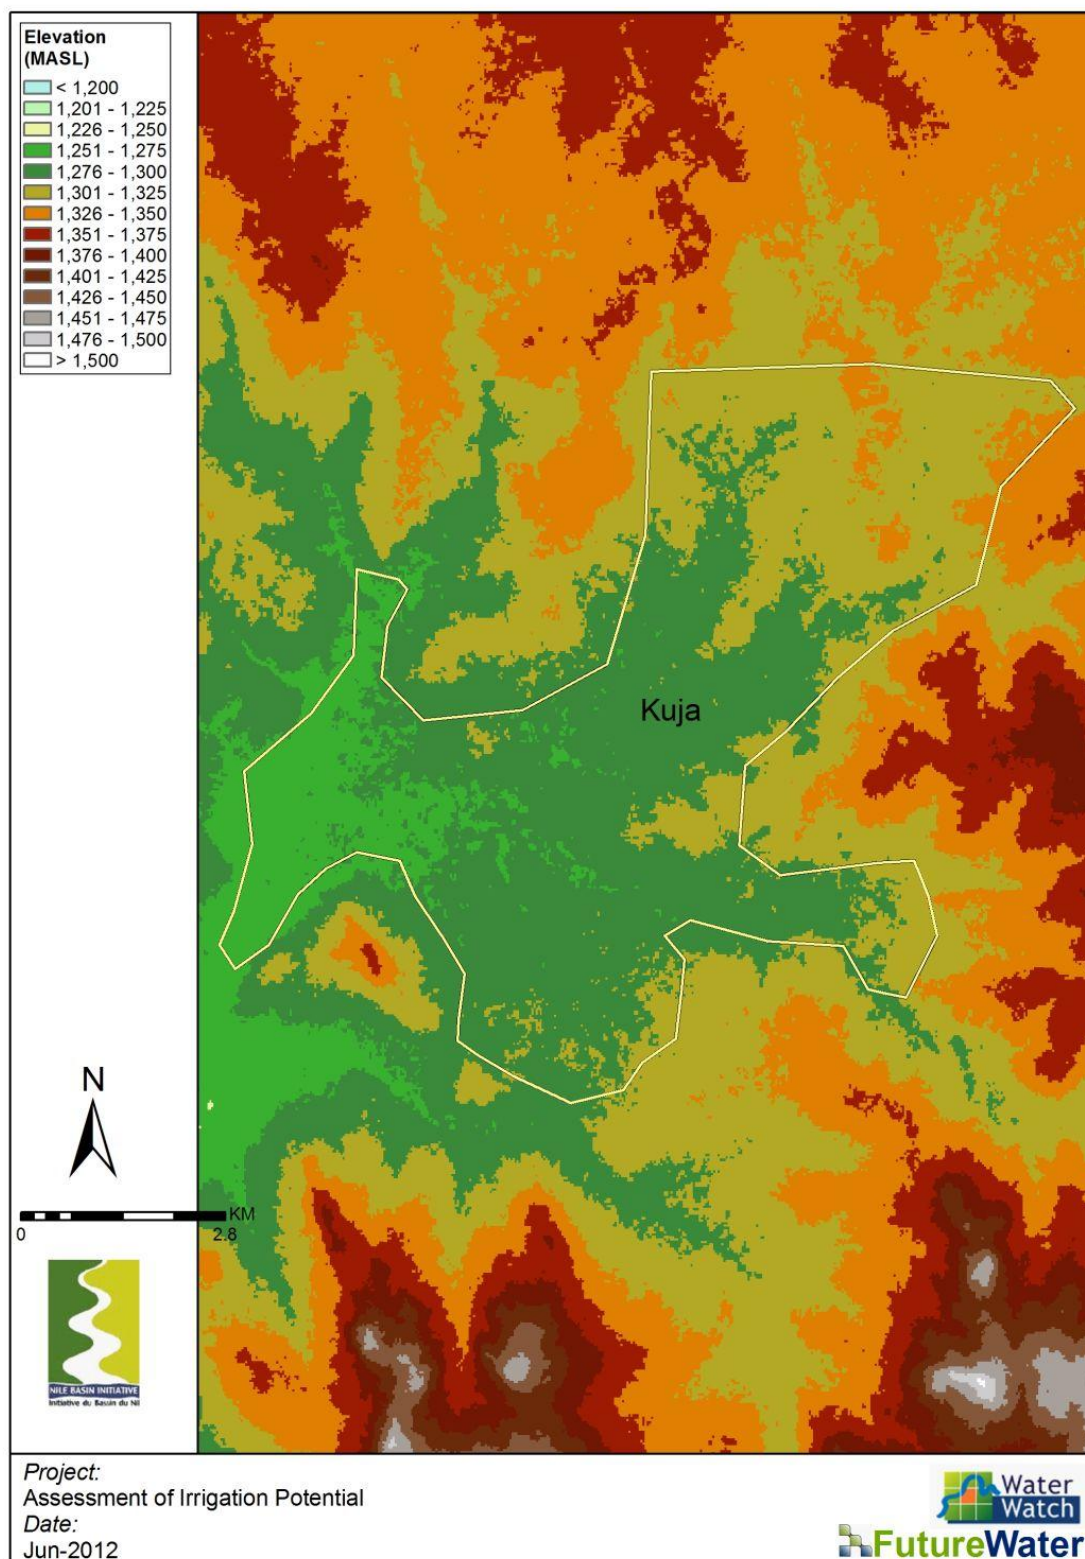 Elevation
(MASL)
< 1,200
1,201 - 1,225
1,226 - 1,250
1,251 - 1,275
1,276 - 1,300
1,301 - 1,325
1,326 - 1,350
1,351 - 1,375
1,376 - 1,400
1,401 - 1,425
1,426 - 1,450
1,451 - 1,475
1,476 - 1,500
> 1,500
Kuja
N
KM
0 2.8
NILE BASIN INITIATIVE
Initiative du Bassin du Nil
Project:
Assessment of Irrigation Potential
Date:
Jun-2012
Water
Watch
FutureWater